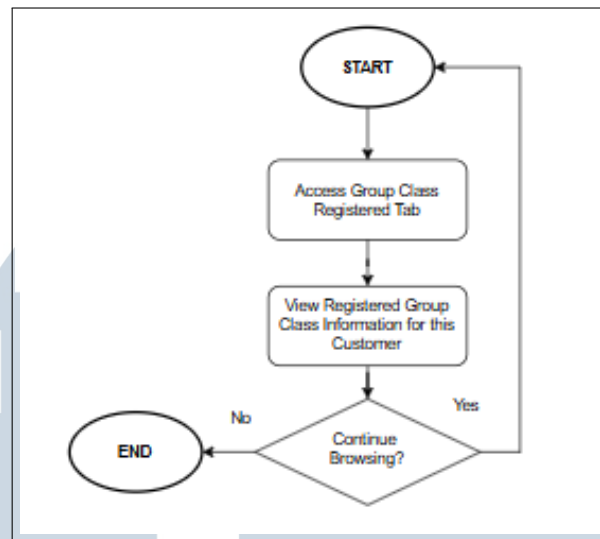 START
Access Group Class
Registered Tab
View Registered Group
Class Information for this
Customer
No
Yes
Continue
Browsing?
END